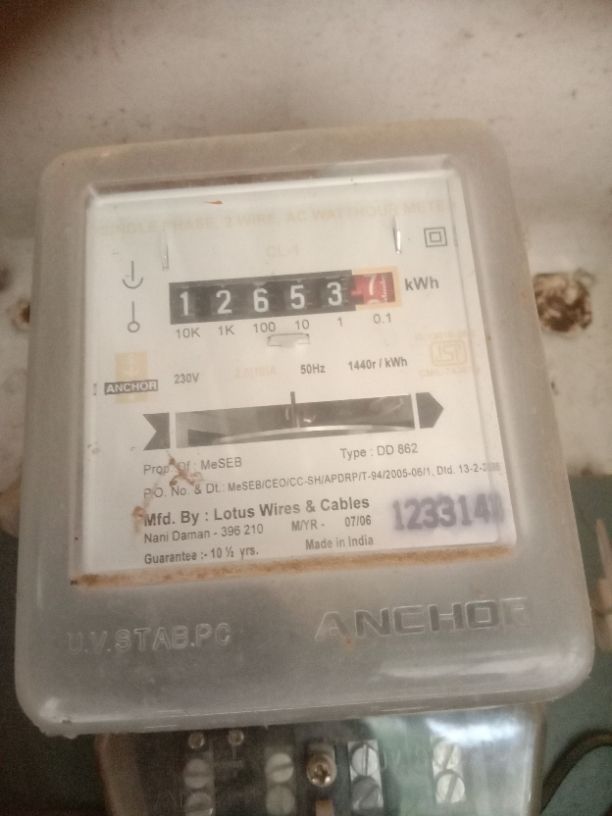 SINGLE PHASE, 2 WIRE, AC WATTHOUR METE
CL-1
1 2 6 5 3 7 kWh
10K 1K 100 10 1 0.1
ANCHOR 230V 50Hz 1440r / kWh
Prop. Of : MeSEB Type : DD 862
P.O. No. & Dt.: MeSEB/CEO/CC-SH/APDRP/T-94/2005-06/1, Dtd. 13-2-
Mfd. By : Lotus Wires & Cables
Nani Daman - 396 210 M/YR - 07/06
Guarantee :- 10 ½ yrs. Made in India
123314
U.V.STAB.PC ANCHOR